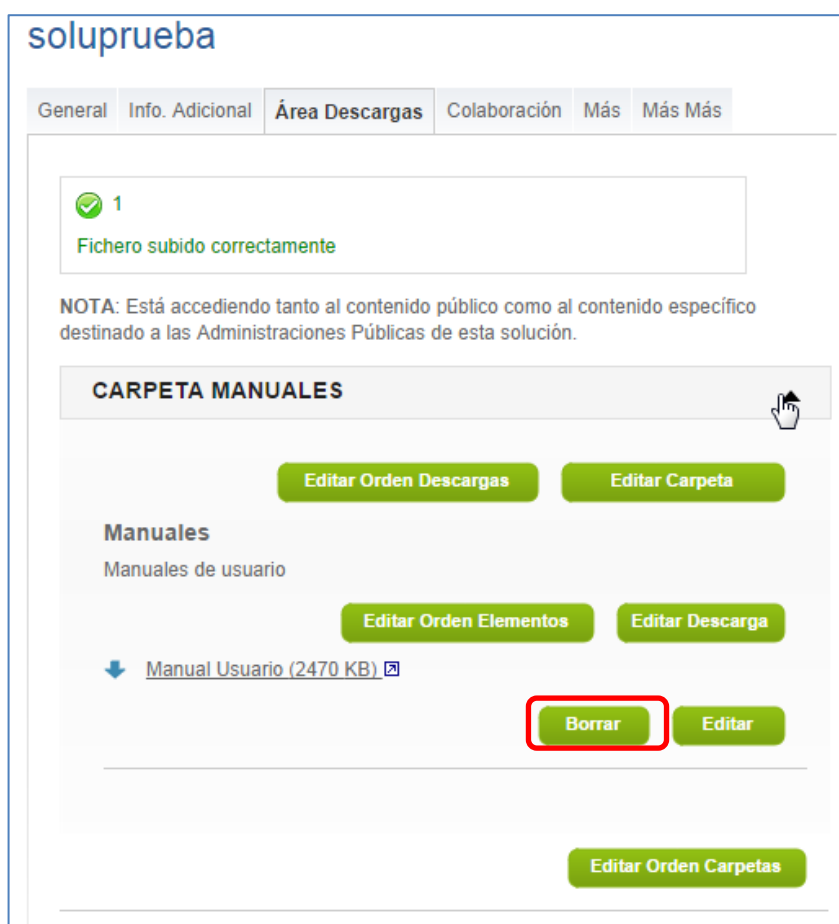 soluprueba
General Info. Adicional Área Descargas Colaboración Más Más Más
1
Fichero subido correctamente
NOTA: Está accediendo tanto al contenido público como al contenido específico
destinado a las Administraciones Públicas de esta solución.
CARPETA MANUALES
Editar Orden Descargas Editar Carpeta
Manuales
Manuales de usuario
Editar Orden Elementos Editar Descarga
Manual Usuario (2470 KB)
Borrar Editar
Editar Orden Carpetas